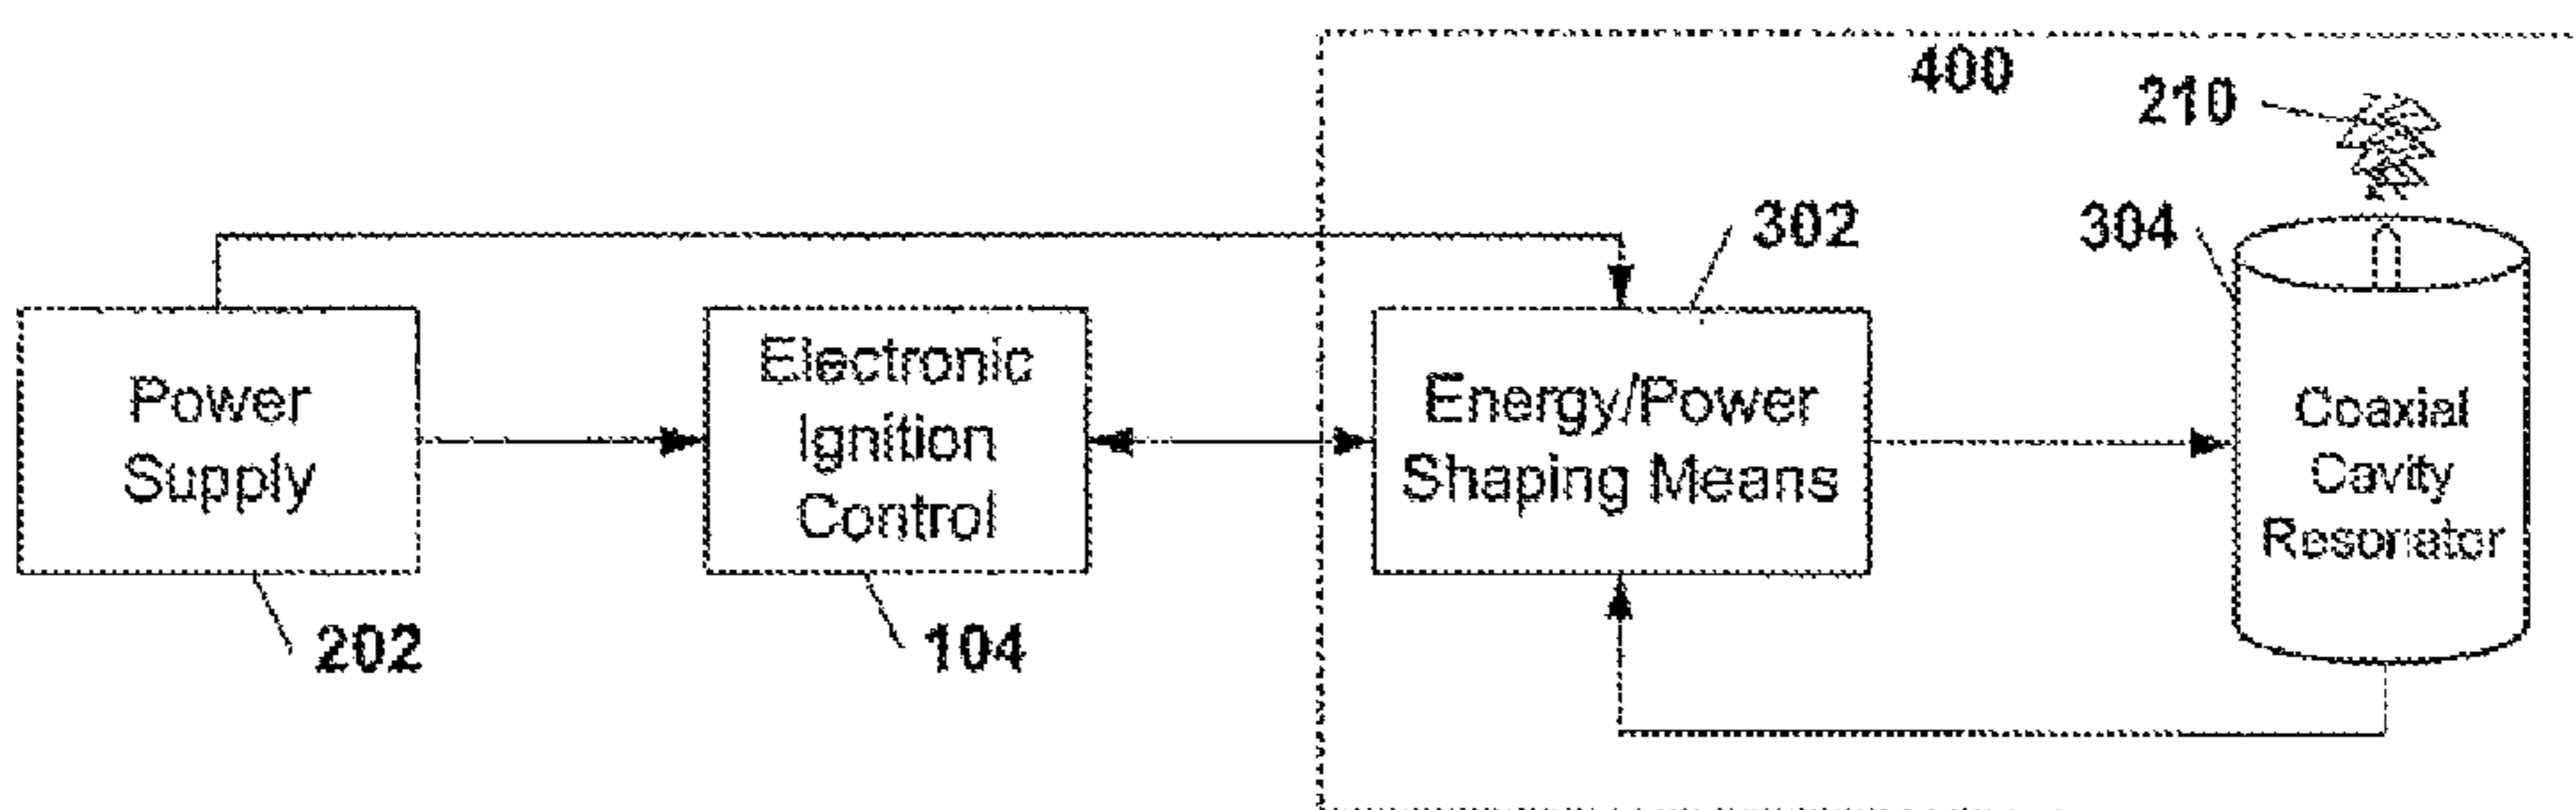 400
210
302
304
Power
Supply
Electronic
Ignition
Control
Energy/Power
Shaping Means
Coaxial
Cavity
Resonator
202
104